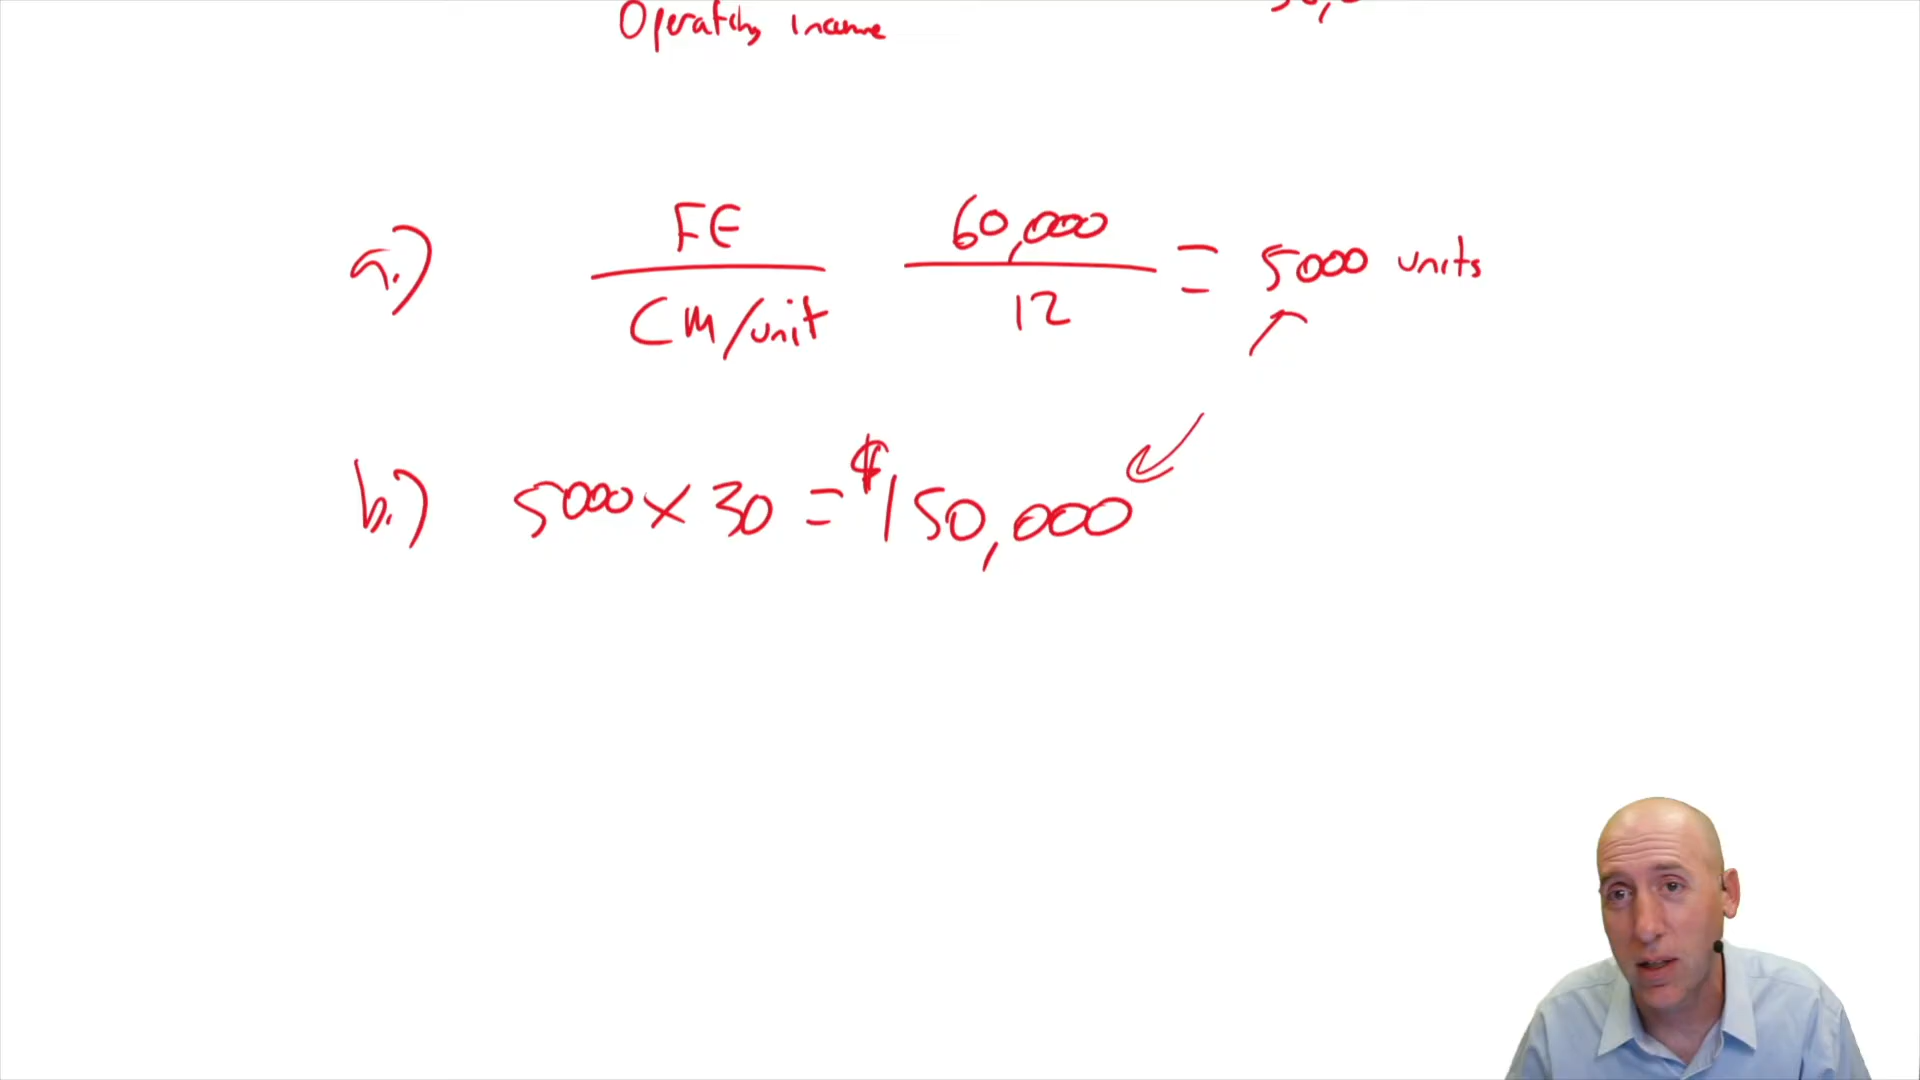 Operating income
a.) FE / CM/unit 60,000 / 12 = 5000 units
b.) 5000 x 30 = $150,000